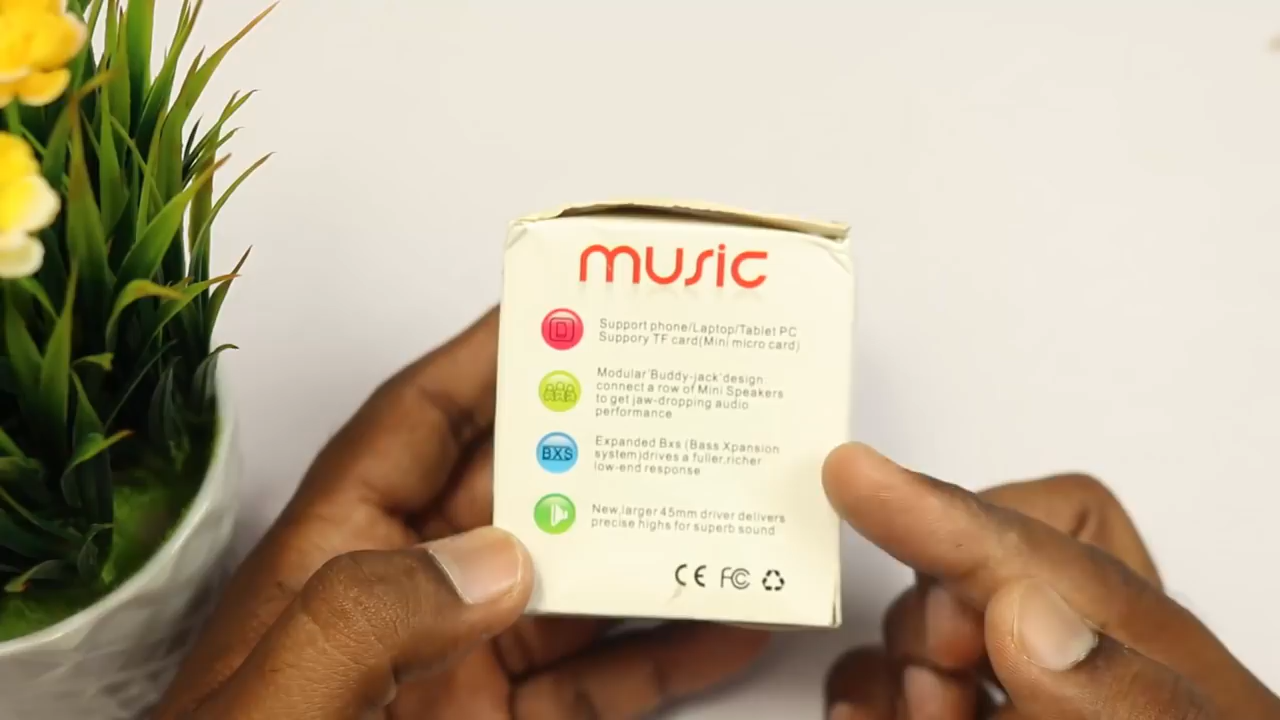 music
Support phone/Laptop/Tablet PC
Suppory TF card(Mini micro card)
Modular'Buddy-jack'design
connect a row of Mini Speakers
to get jaw-dropping audio
performance
BXS
Expanded Bxs (Bass Xpansion
system)drives a fuller,richer
low-end response
New,larger 45mm driver delivers
precise highs for superb sound
CE FC